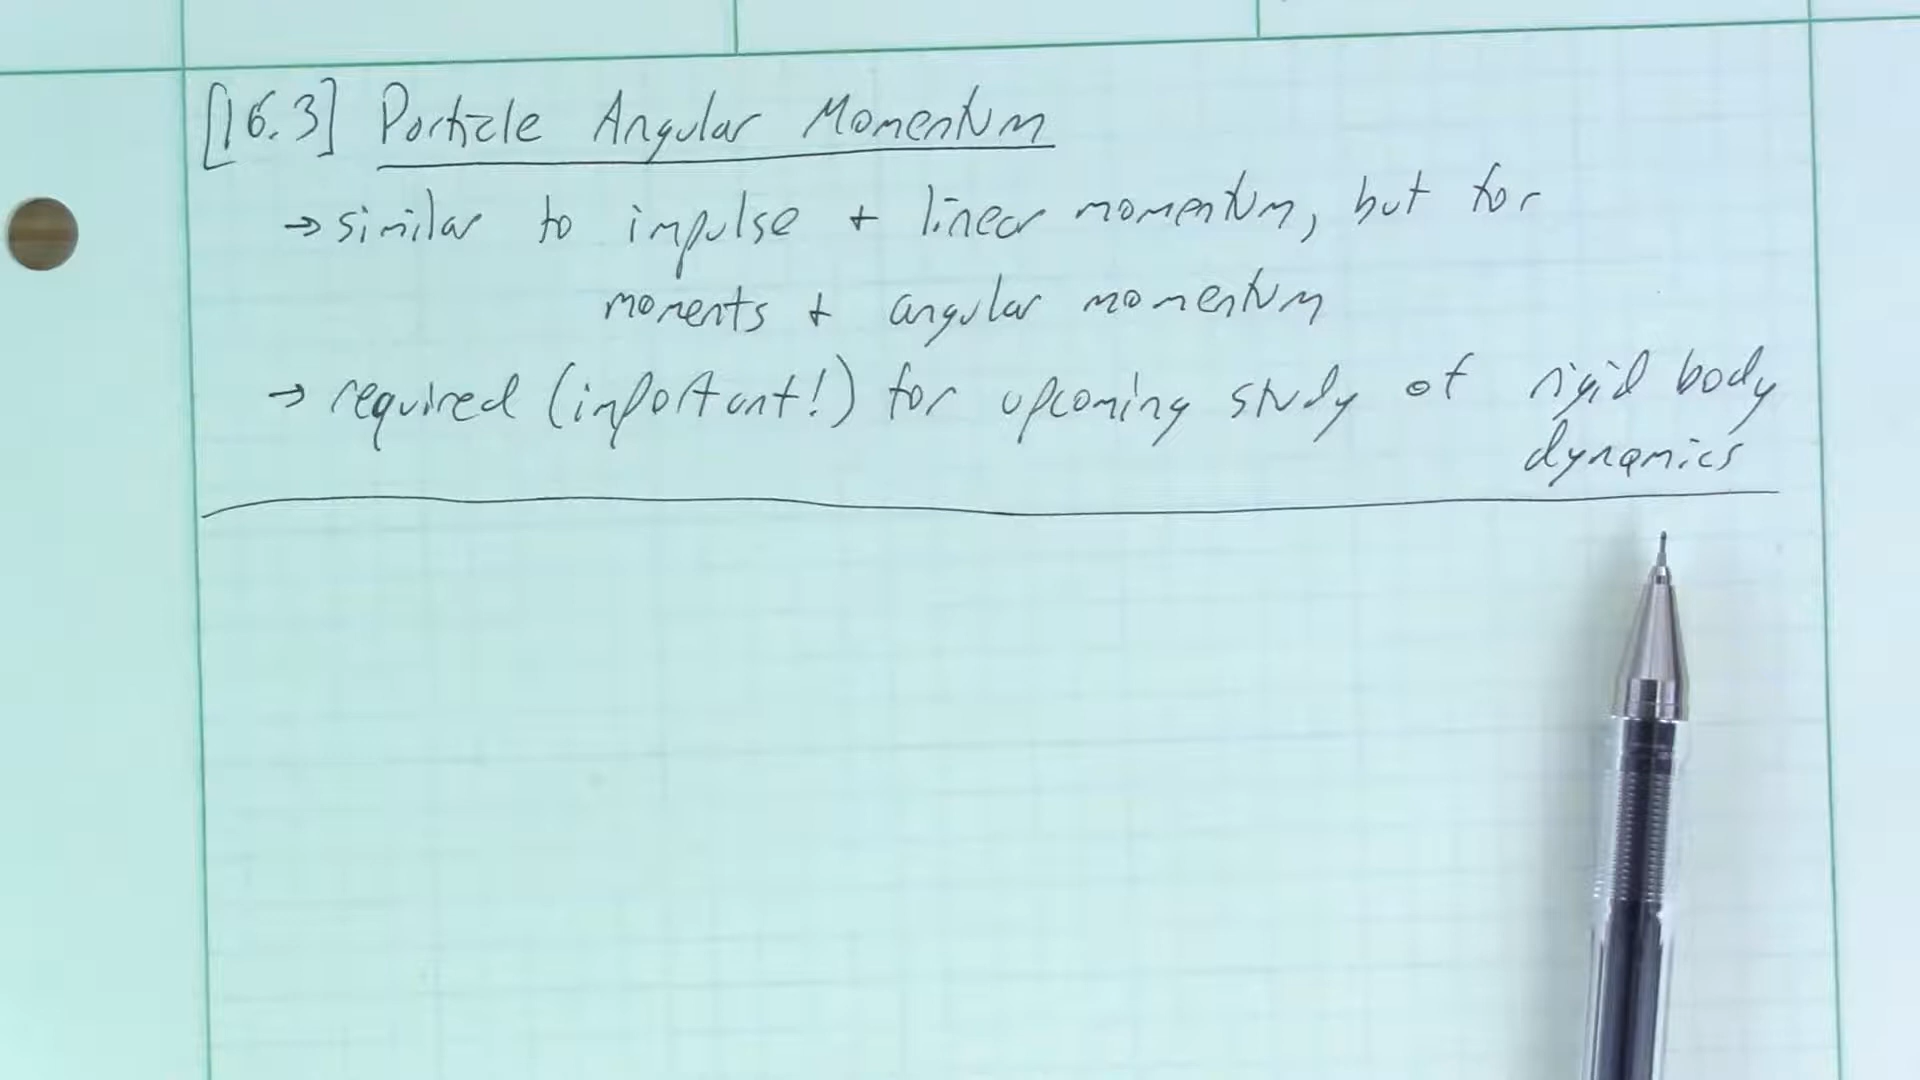 [16.3] Particle Angular Momentum
→ similar to impulse + linear momentum, but for
moments + angular momentum
→ required (important!) for upcoming study of rigid body
dynamics